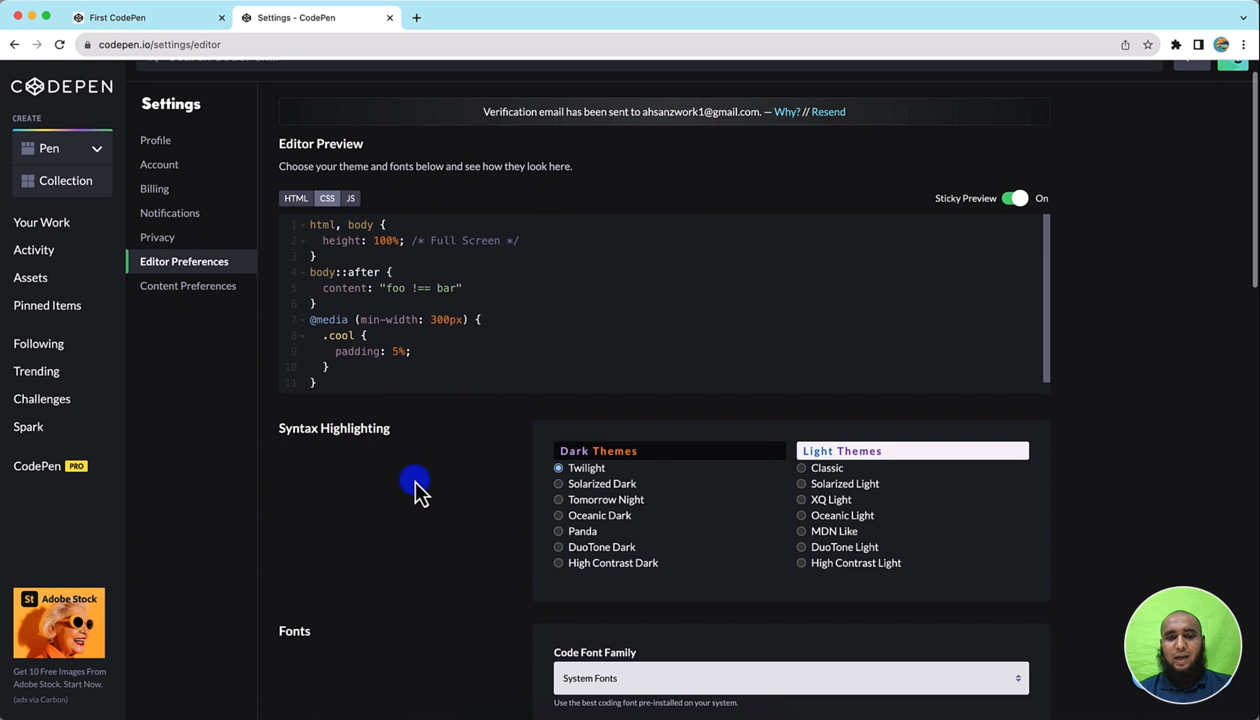 First CodePen
Settings - CodePen
codepen.io/settings/editor
CODEPEN
CREATE
Pen
Collection
Your Work
Activity
Assets
Pinned Items
Following
Trending
Challenges
Spark
CodePen PRO
St Adobe Stock
Get 10 Free Images From
Adobe Stock. Start Now.
(ads via Carbon)
Settings
Profile
Account
Billing
Notifications
Privacy
Editor Preferences
Content Preferences
Verification email has been sent to ahsanzwork1@gmail.com. — Why? // Resend
Editor Preview
Choose your theme and fonts below and see how they look here.
HTML CSS JS
Sticky Preview On
1 html, body {
2 height: 100%; /* Full Screen */
3 }
4 body::after {
5 content: "foo !== bar"
6 }
7 @media (min-width: 300px) {
8 .cool {
9 padding: 5%;
10 }
11 }
Syntax Highlighting
Dark Themes
Twilight
Solarized Dark
Tomorrow Night
Oceanic Dark
Panda
DuoTone Dark
High Contrast Dark
Light Themes
Classic
Solarized Light
XQ Light
Oceanic Light
MDN Like
DuoTone Light
High Contrast Light
Fonts
Code Font Family
System Fonts
Use the best coding font pre-installed on your system.